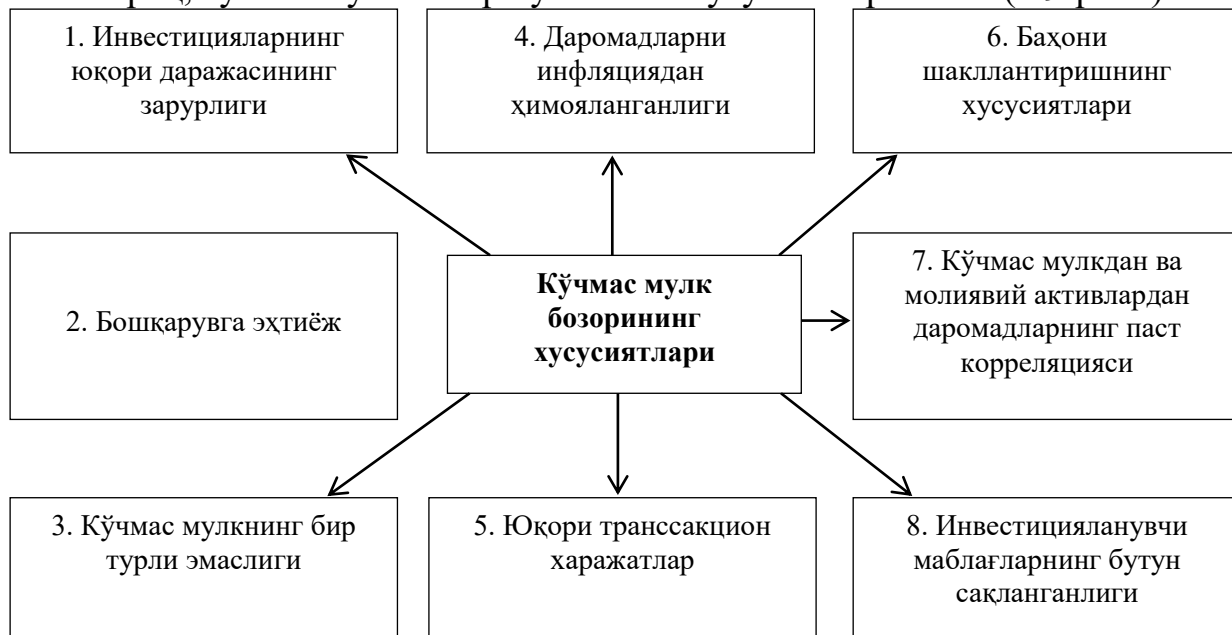 1. Инвестицияларнинг
юқори даражасининг
зарурлиги
4. Даромадларни
инфляциядан
ҳимояланганлиги
6. Баҳони
шакллантиришнинг
хусусиятлари
2. Бошқарувга эҳтиёж
Кўчмас мулк
бозорининг
хусусиятлари
7. Кўчмас мулкдан ва
молиявий активлардан
даромадларнинг паст
корреляцияси
3. Кўчмас мулкнинг бир
турли эмаслиги
5. Юқори транссакцион
харажатлар
8. Инвестицияланувчи
маблағларнинг бутун
сақланганлиги